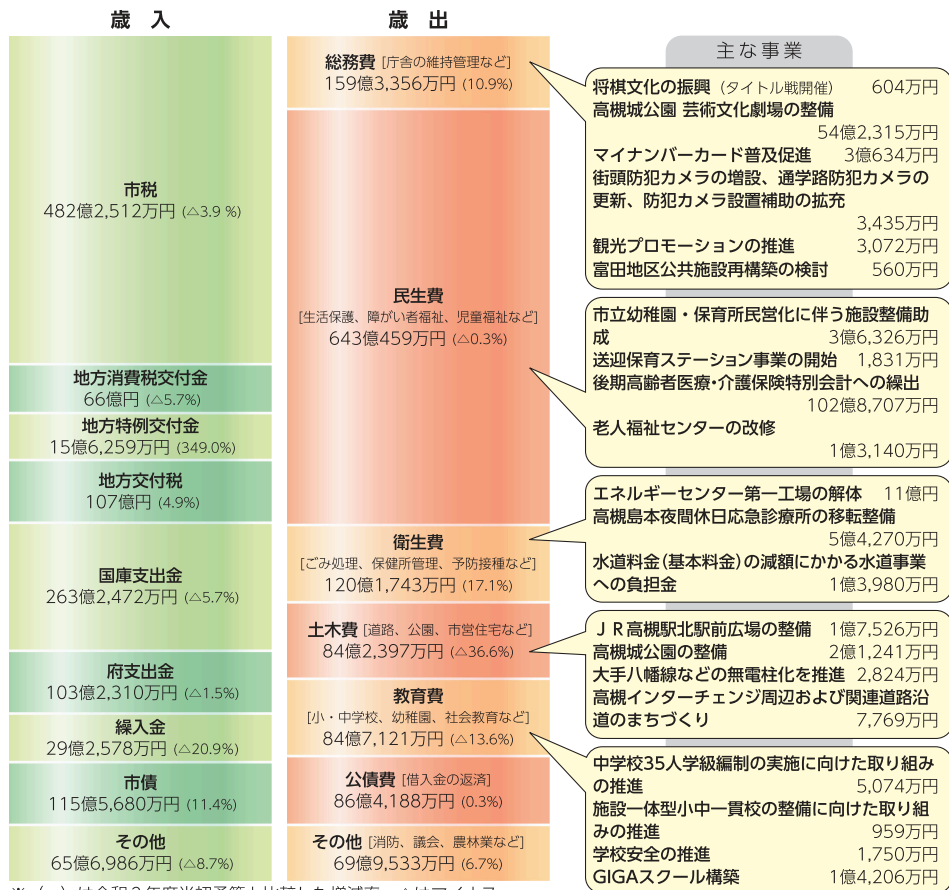 歳 入
市税
482億2,512万円 (△3.9 %)
地方消費税交付金
66億円 (△5.7%)
地方特例交付金
15億6,259万円 (349.0%)
地方交付税
107億円 (4.9%)
国庫支出金
263億2,472万円 (△5.7%)
府支出金
103億2,310万円 (△1.5%)
繰入金
29億2,578万円 (△20.9%)
市債
115億5,680万円 (11.4%)
その他
65億6,986万円 (△8.7%)
歳 出
総務費 [庁舎の維持管理など]
159億3,356万円 (10.9%)
民生費
[生活保護、障がい者福祉、児童福祉など]
643億459万円 (△0.3%)
衛生費
[ごみ処理、保健所管理、予防接種など]
120億1,743万円 (17.1%)
土木費 [道路、公園、市営住宅など]
84億2,397万円 (△36.6%)
教育費
[小・中学校、幼稚園、社会教育など]
84億7,121万円 (△13.6%)
公債費 [借入金の返済]
86億4,188万円 (0.3%)
その他 [消防、議会、農林業など]
69億9,533万円 (6.7%)
主な事業
将棋文化の振興 (タイトル戦開催) 604万円
高槻城公園 芸術文化劇場の整備
54億2,315万円
マイナンバーカード普及促進 3億634万円
街頭防犯カメラの増設、通学路防犯カメラの
更新、防犯カメラ設置補助の拡充
3,435万円
観光プロモーションの推進 3,072万円
富田地区公共施設再構築の検討 560万円
市立幼稚園・保育所民営化に伴う施設整備助
成 3億6,326万円
送迎保育ステーション事業の開始 1,831万円
後期高齢者医療・介護保険特別会計への繰出
102億8,707万円
老人福祉センターの改修
1億3,140万円
エネルギーセンター第一工場の解体 11億円
高槻島本夜間休日応急診療所の移転整備
5億4,270万円
水道料金(基本料金)の減額にかかる水道事業
への負担金 1億3,980万円
JR高槻駅北駅前広場の整備 1億7,526万円
高槻城公園の整備 2億1,241万円
大手八幡線などの無電柱化を推進 2,824万円
高槻インターチェンジ周辺および関連道路沿
道のまちづくり 7,769万円
中学校35人学級編制の実施に向けた取り組み
の推進 5,074万円
施設一体型小中一貫校の整備に向けた取り組
みの推進 959万円
学校安全の推進 1,750万円
GIGAスクール構築 1億4,206万円